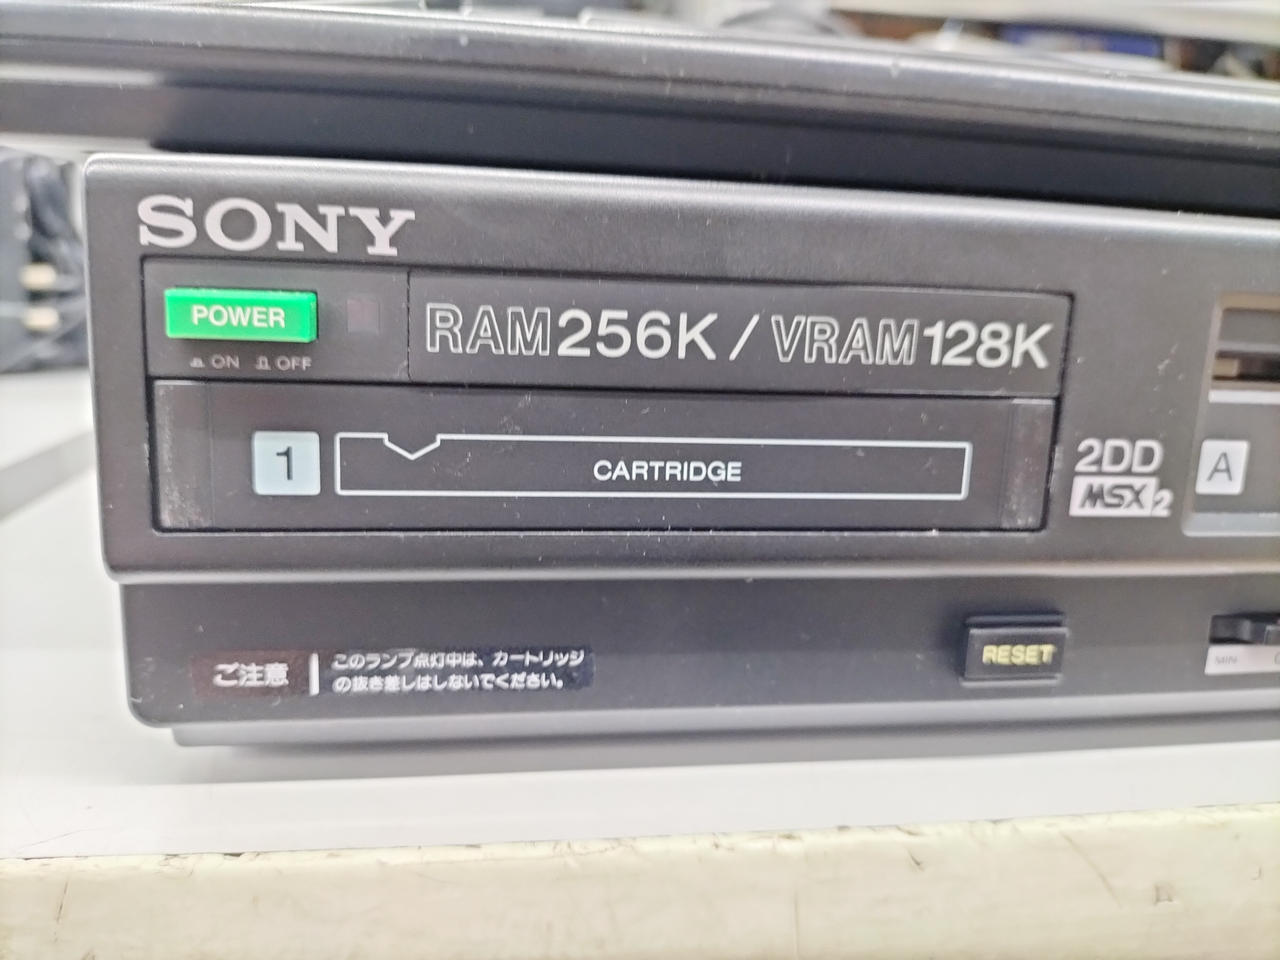 SONY
POWER
ON OFF
RAM256K/VRAM128K
1
CARTRIDGE
2DD
MSX2
A
RESET
MIN
ご注意
このランプ点灯中は、カートリッジ
の抜き差しはしないでください。